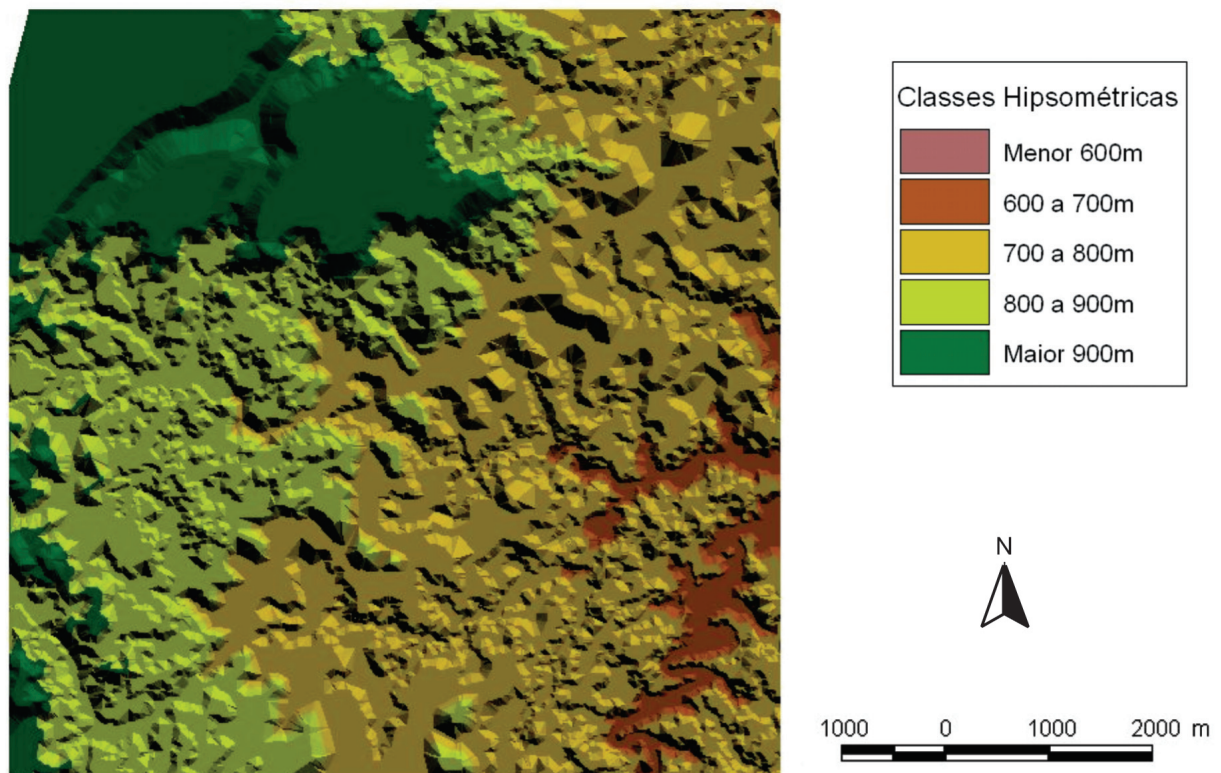 Classes Hipsométricas
Menor 600m
600 a 700m
700 a 800m
800 a 900m
Maior 900m
N
1000 0 1000 2000 m